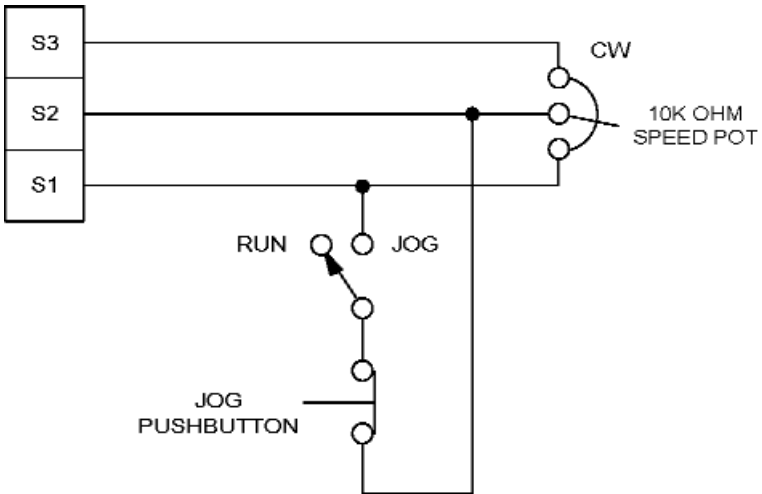 S3
CW
S2
10K OHM
SPEED POT
S1
RUN
JOG
JOG
PUSHBUTTON